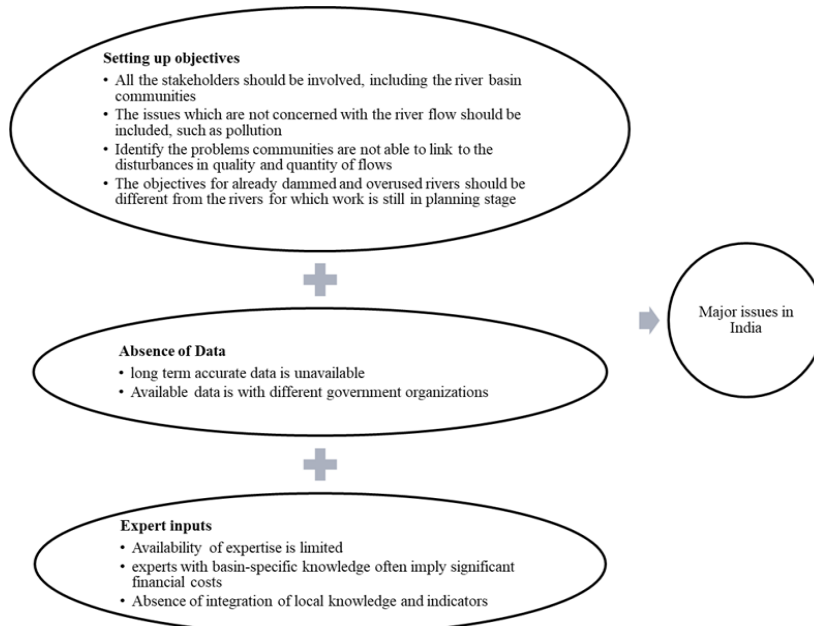 Setting up objectives
• All the stakeholders should be involved, including the river basin
communities
• The issues which are not concerned with the river flow should be
included, such as pollution
• Identify the problems communities are not able to link to the
disturbances in quality and quantity of flows
• The objectives for already dammed and overused rivers should be
different from the rivers for which work is still in planning stage
Absence of Data
• long term accurate data is unavailable
• Available data is with different government organizations
Expert inputs
• Availability of expertise is limited
• experts with basin-specific knowledge often imply significant
financial costs
• Absence of integration of local knowledge and indicators
Major issues in
India